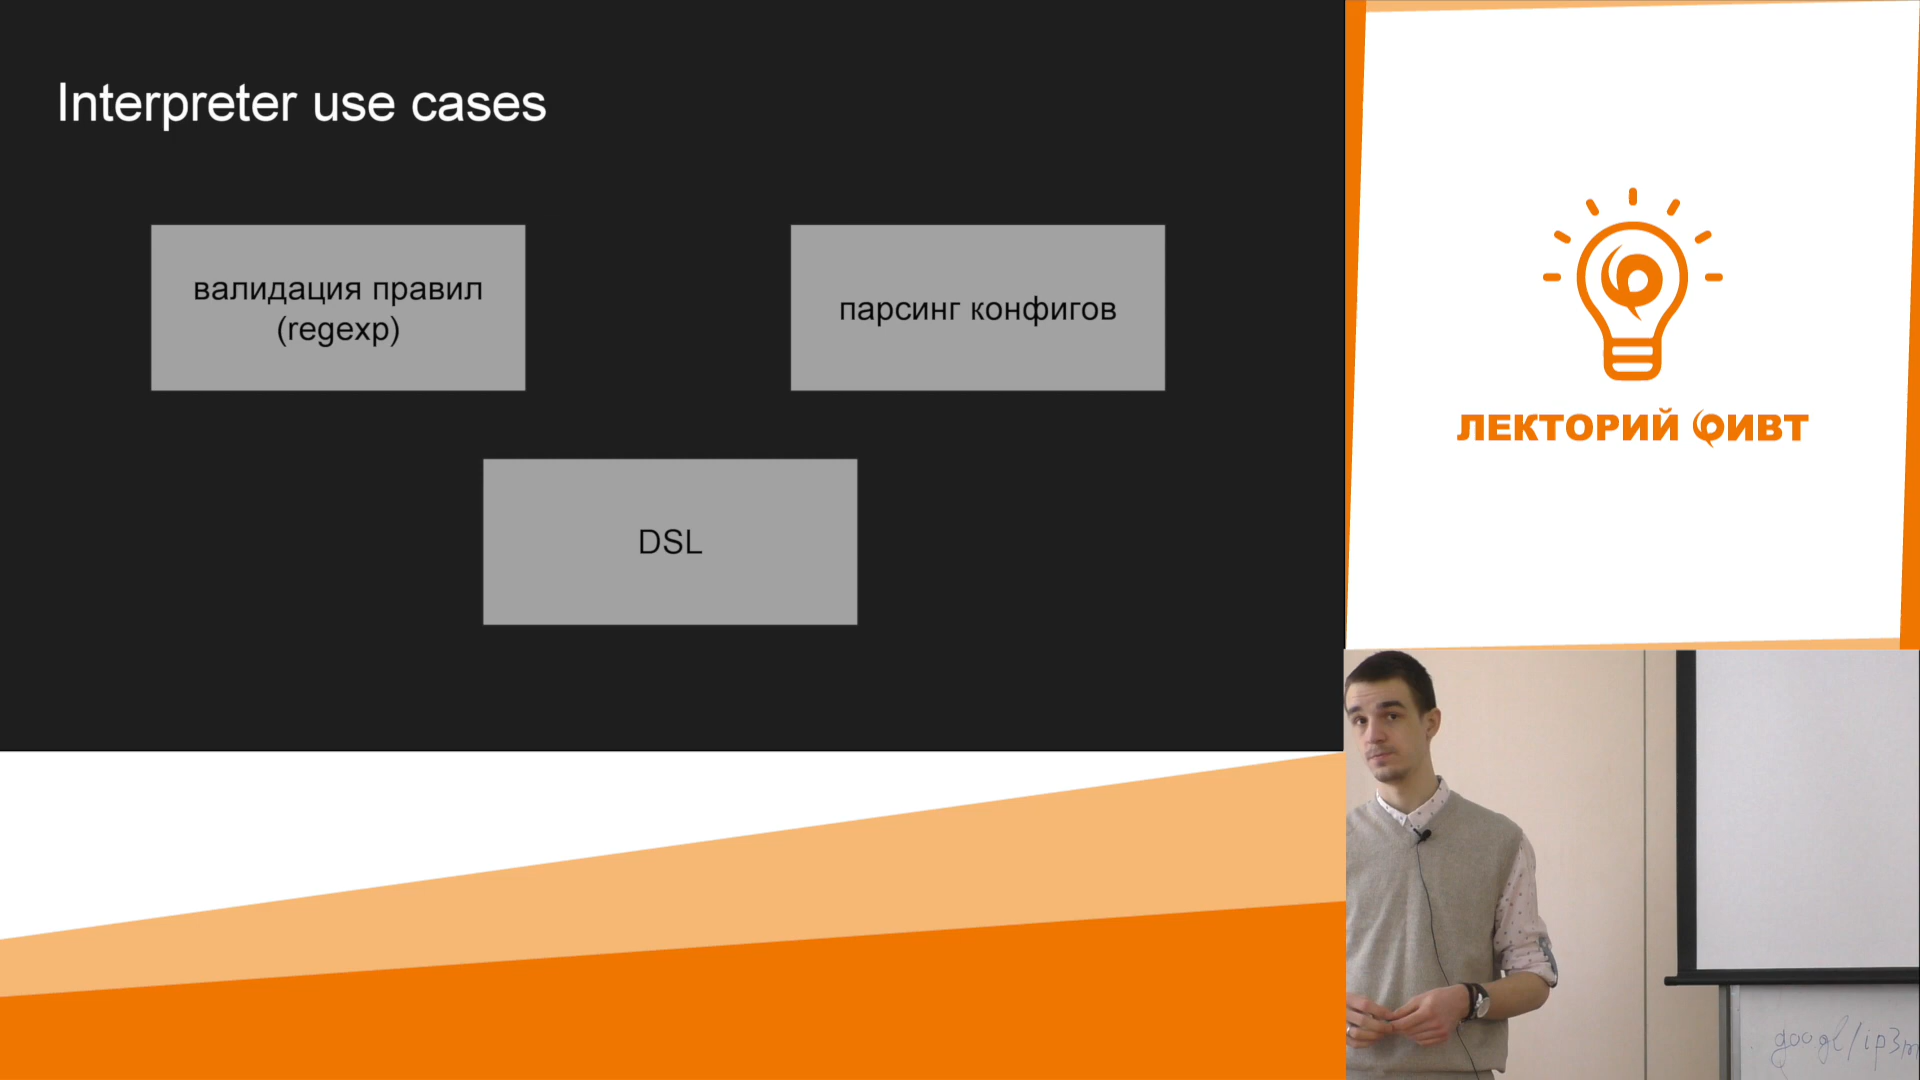 Interpreter use cases
валидация правил
(regexp)
парсинг конфигов
DSL
ЛЕКТОРИЙ ФИВТ